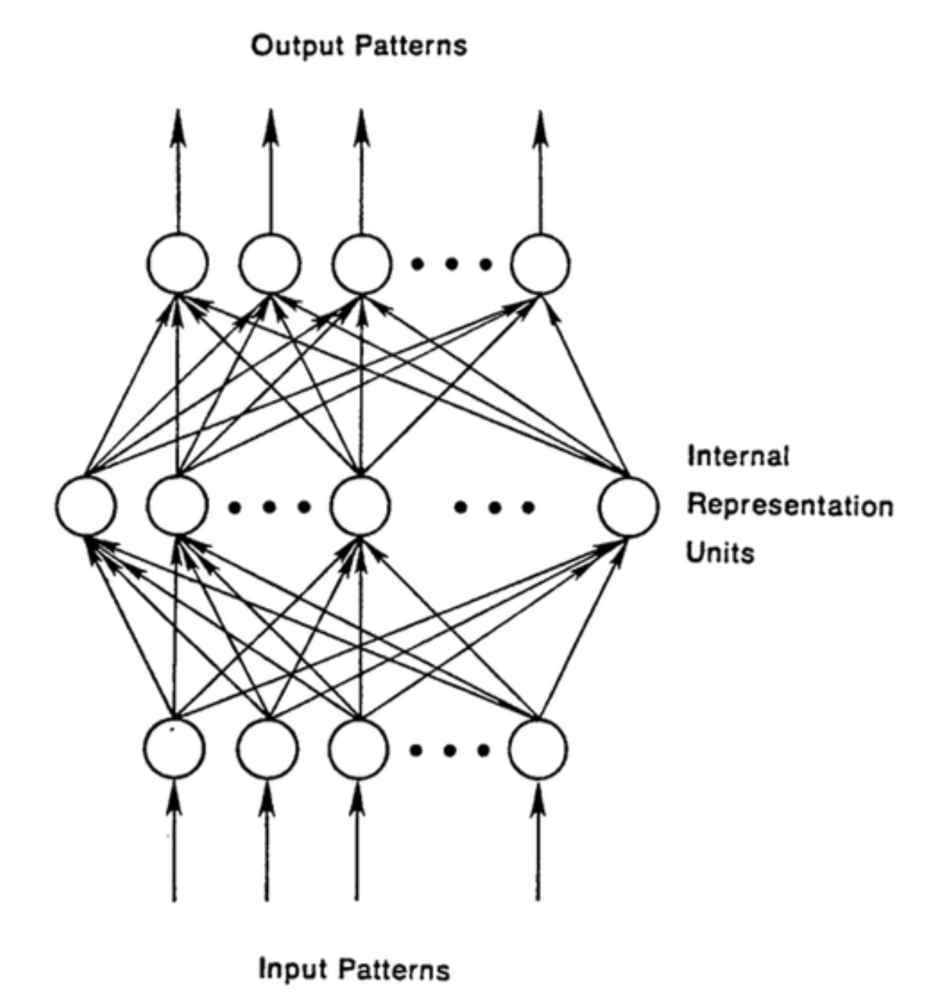 Output Patterns
Internal
Representation
Units
Input Patterns